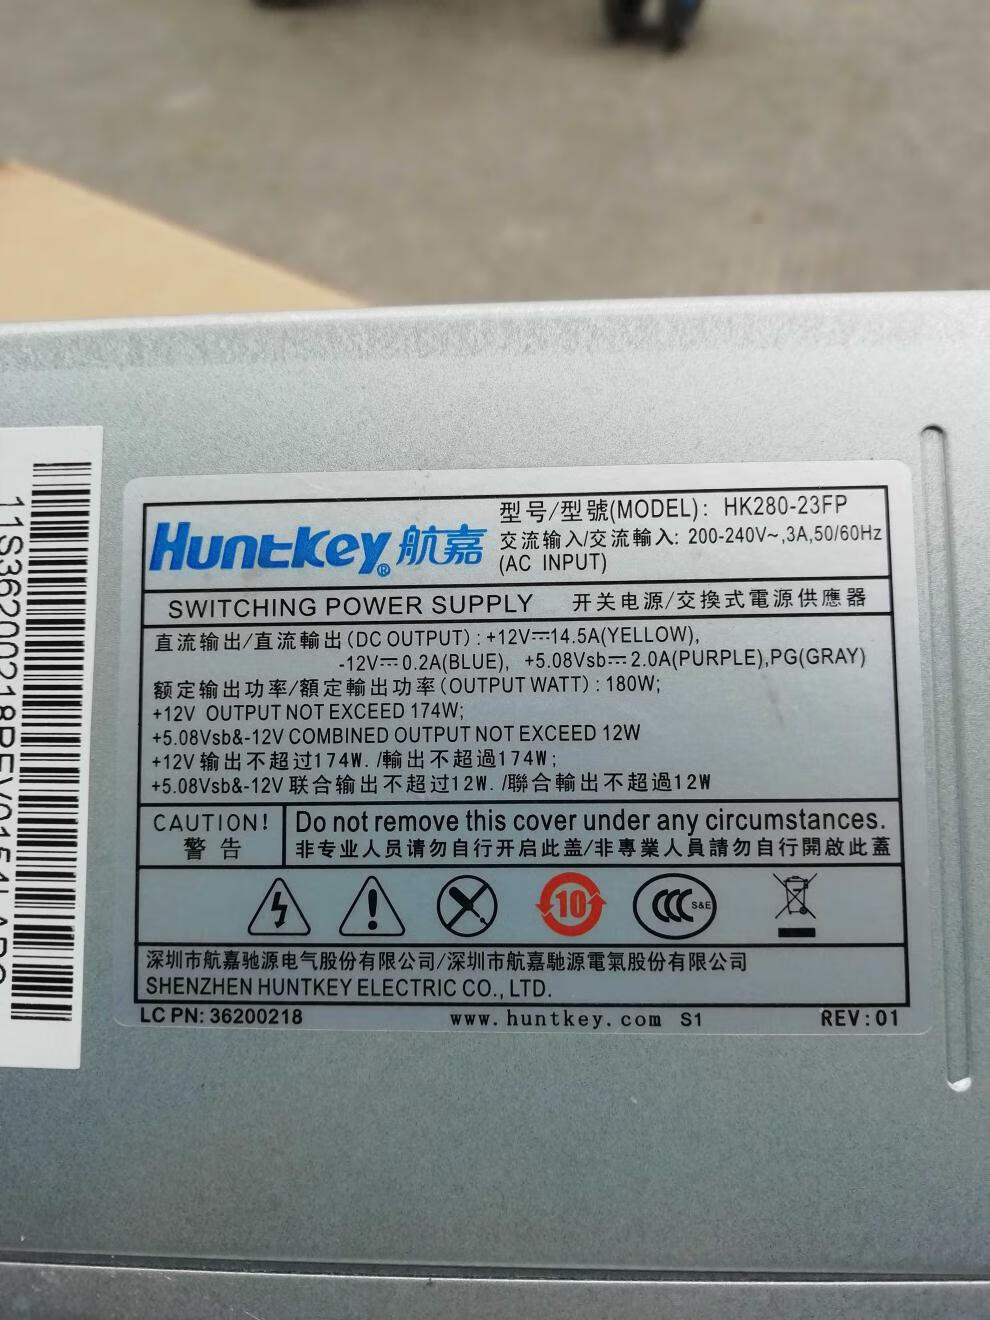 Huntkey® 航嘉
型号/型號(MODEL): HK280-23FP
交流输入/交流輸入: 200-240V~,3A,50/60Hz
(AC INPUT)
SWITCHING POWER SUPPLY 开关电源/交換式電源供應器
直流输出/直流輸出(DC OUTPUT):+12V⎓14.5A(YELLOW),
-12V⎓0.2A(BLUE), +5.08Vsb⎓2.0A(PURPLE),PG(GRAY)
额定输出功率/額定輸出功率(OUTPUT WATT):180W;
+12V OUTPUT NOT EXCEED 174W;
+5.08Vsb&-12V COMBINED OUTPUT NOT EXCEED 12W
+12V 输出不超过174W./輸出不超過174W;
+5.08Vsb&-12V 联合输出不超过12W./聯合輸出不超過12W
CAUTION!
警告
Do not remove this cover under any circumstances.
非专业人员请勿自行开启此盖/非專業人員請勿自行開啟此蓋
10
CCC S&E
深圳市航嘉驰源电气股份有限公司/深圳市航嘉馳源電氣股份有限公司
SHENZHEN HUNTKEY ELECTRIC CO., LTD.
LC PN: 36200218 www.huntkey.com S1 REV:01